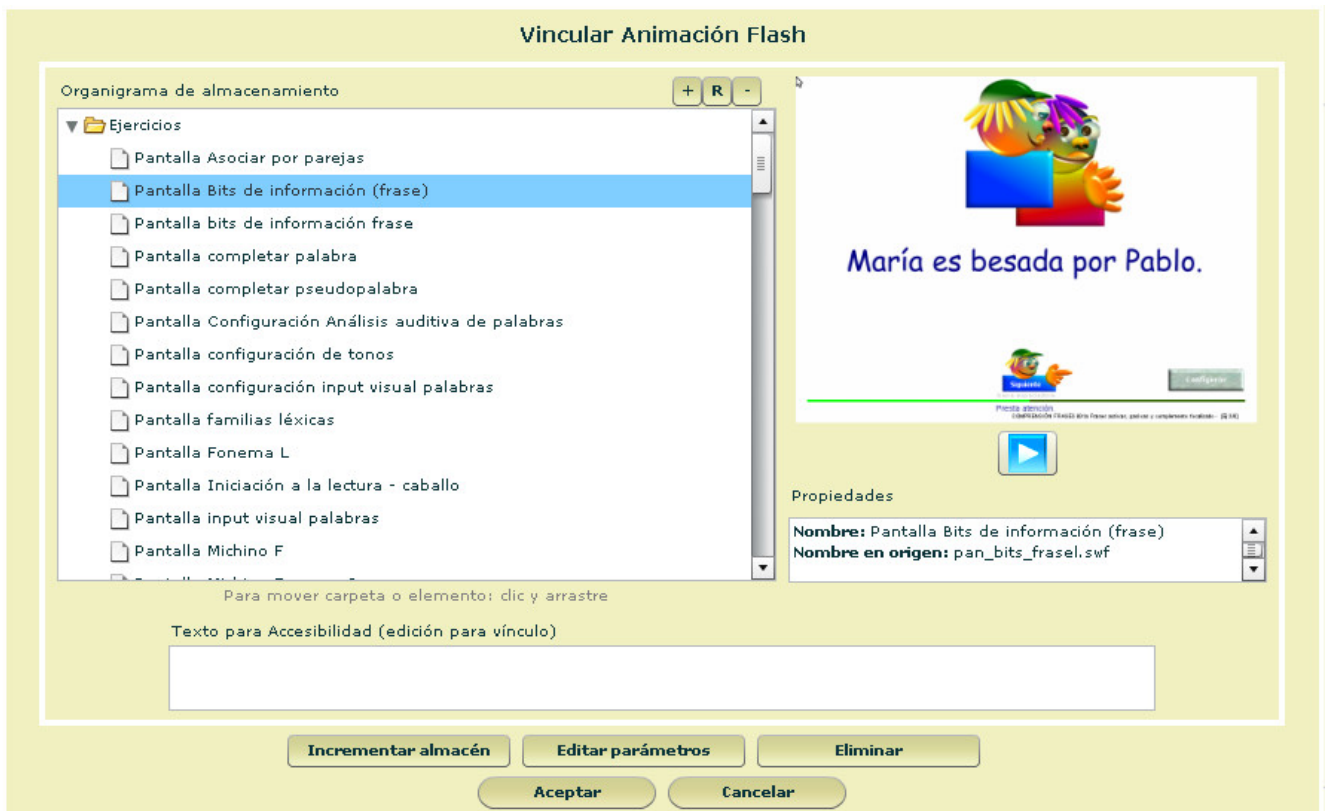 Vincular Animación Flash
Organigrama de almacenamiento
+ R -
Ejercicios
Pantalla Asociar por parejas
Pantalla Bits de información (frase)
Pantalla bits de información frase
Pantalla completar palabra
Pantalla completar pseudopalabra
Pantalla Configuración Análisis auditiva de palabras
Pantalla configuración de tonos
Pantalla configuración input visual palabras
Pantalla familias léxicas
Pantalla Fonema L
Pantalla Iniciación a la lectura - caballo
Pantalla input visual palabras
Pantalla Michino F
Para mover carpeta o elemento: clic y arrastre
María es besada por Pablo.
Siguiente
Configurar
Presta atención
Propiedades
Nombre: Pantalla Bits de información (frase)
Nombre en origen: pan_bits_frasel.swf
Texto para Accesibilidad (edición para vínculo)
Incrementar almacén
Editar parámetros
Eliminar
Aceptar
Cancelar